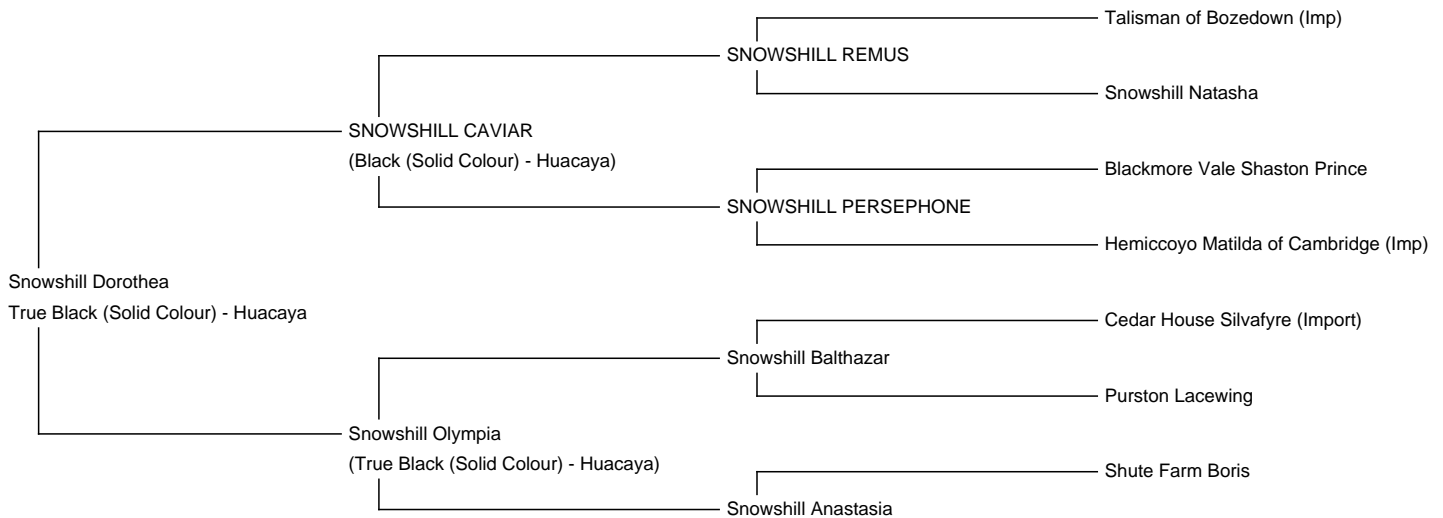 Talisman of Bozedown (Imp)
SNOWSHILL REMUS
Snowshill Natasha
SNOWSHILL CAVIAR
(Black (Solid Colour) - Huacaya)
Blackmore Vale Shaston Prince
SNOWSHILL PERSEPHONE
Hemiccoyo Matilda of Cambridge (Imp)
Snowshill Dorothea
True Black (Solid Colour) - Huacaya
Cedar House Silvafyre (Import)
Snowshill Balthazar
Purston Lacewing
Snowshill Olympia
(True Black (Solid Colour) - Huacaya)
Shute Farm Boris
Snowshill Anastasia